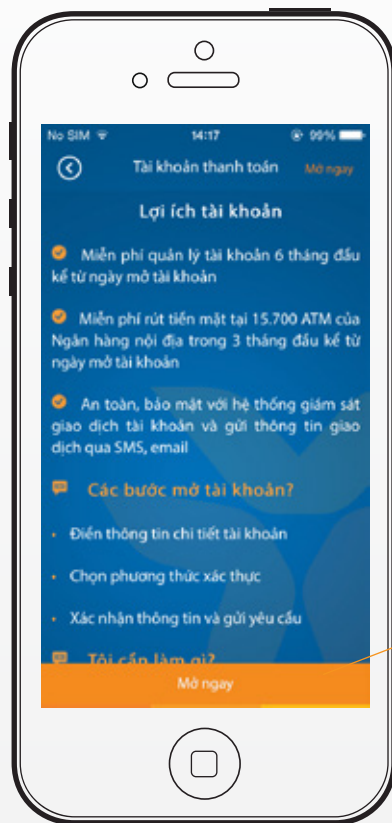 No SIM 14:17 99%
Tài khoản thanh toán Mở ngay
Lợi ích tài khoản
Miễn phí quản lý tài khoản 6 tháng đầu
kể từ ngày mở tài khoản
Miễn phí rút tiền mặt tại 15.700 ATM của
Ngân hàng nội địa trong 3 tháng đầu kể từ
ngày mở tài khoản
An toàn, bảo mật với hệ thống giám sát
giao dịch tài khoản và gửi thông tin giao
dịch qua SMS, email
Các bước mở tài khoản?
• Điền thông tin chi tiết tài khoản
• Chọn phương thức xác thực
• Xác nhận thông tin và gửi yêu cầu
Tôi cần làm gì?
Mở ngay